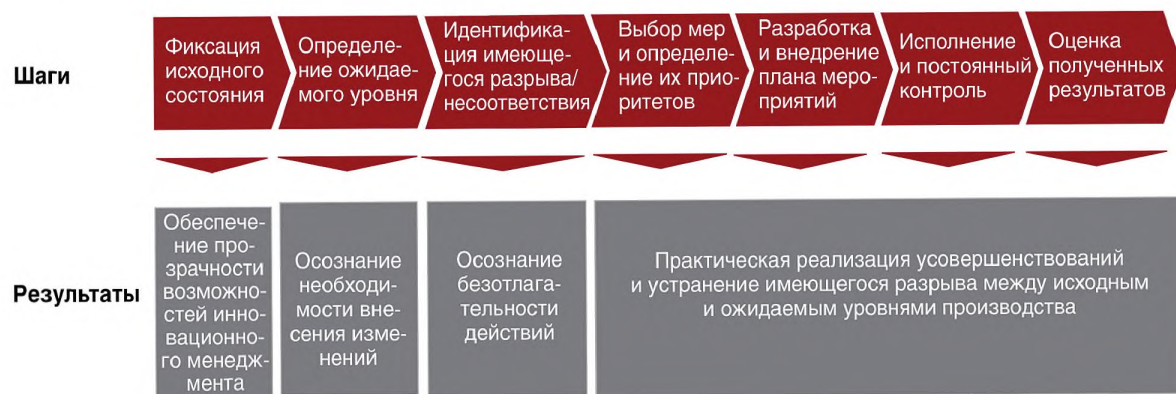 Шаги
Фиксация
исходного
состояния
Определе-
ние ожидае-
мого уровня
Идентифика-
ция имеюще-
гося разрыва/
несоответствия
Выбор мер
и определе-
ние их прио-
ритетов
Разработка
и внедрение
плана меро-
приятий
Исполнение
и постоянный
контроль
Оценка
полученных
результатов
Результаты
Обеспече-
ние про-
зрачности
возможно-
стей инно-
вационно-
го менедж-
мента
Осознание
необходи-
мости вне-
сения изме-
нений
Осознание
безотлага-
тельности
действий
Практическая реализация усовершенствований
и устранение имеющегося разрыва между исходным
и ожидаемым уровнями производства